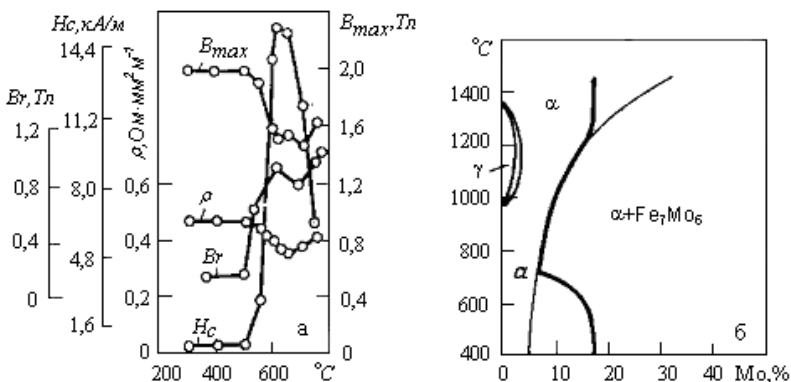 Hc,кА/м
14,4
11,2
8,0
4,8
1,6
Br,Тл
1,2
0,8
0,4
0
ρ,Ом·мм²м⁻¹
0,6
0,4
0,2
0
Bmax,Тл
2,0
1,6
1,2
0,8
0,4
0
Bmax
ρ
Br
Hc
а
200 400 600 °C
°C
1400
1200
1000
800
600
400
α
γ
α+Fe₇Mo₆
α
б
0 10 20 30 40 Mo,%